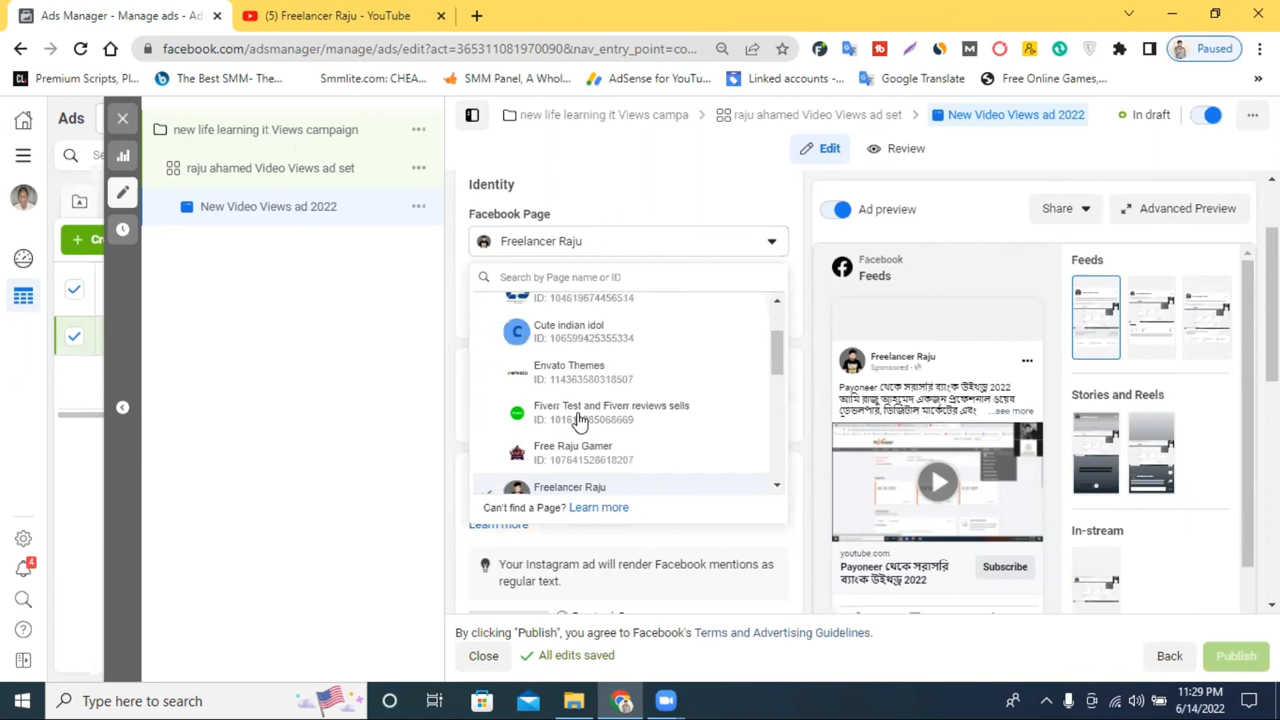 Ads Manager - Manage ads - Ad
(5) Freelancer Raju - YouTube
facebook.com/adsmanager/manage/ads/edit?act=365311081970090&nav_entry_point=co...
Paused
Premium Scripts, Pl...
The Best SMM- The...
Smmlite.com: CHEA...
SMM Panel, A Whol...
AdSense for YouTu...
Linked accounts -...
Google Translate
Free Online Games,...
»
Ads
new life learning it Views campaign
raju ahamed Video Views ad set
New Video Views ad 2022
new life learning it Views campa
raju ahamed Video Views ad set
New Video Views ad 2022
In draft
Edit
Review
Identity
Facebook Page
Freelancer Raju
Search by Page name or ID
ID: 104619674456514
C
Cute indian idol
ID: 106599425355334
envato
Envato Themes
ID: 114363580318507
Fiverr Test and Fiverr reviews sells
Free Raju Gamer
ID: 107641528618207
Freelancer Raju
Can't find a Page? Learn more
Learn more
Your Instagram ad will render Facebook mentions as
regular text.
Ad preview
Share
Advanced Preview
Facebook
Feeds
Freelancer Raju
Sponsored
Payoneer থেকে সরাসরি ব্যাংক উইথড্র 2022
আমি রাজু আহমেদ একজন প্রফেশনাল ওয়েব
ডেভলপার, ডিজিটাল মার্কেটের এবং ...see more
youtube.com
Payoneer থেকে সরাসরি
ব্যাংক উইথড্র 2022
Subscribe
Feeds
Stories and Reels
In-stream
By clicking "Publish", you agree to Facebook's Terms and Advertising Guidelines.
Close
All edits saved
Back
Publish
4
Type here to search
11:29 PM
6/14/2022